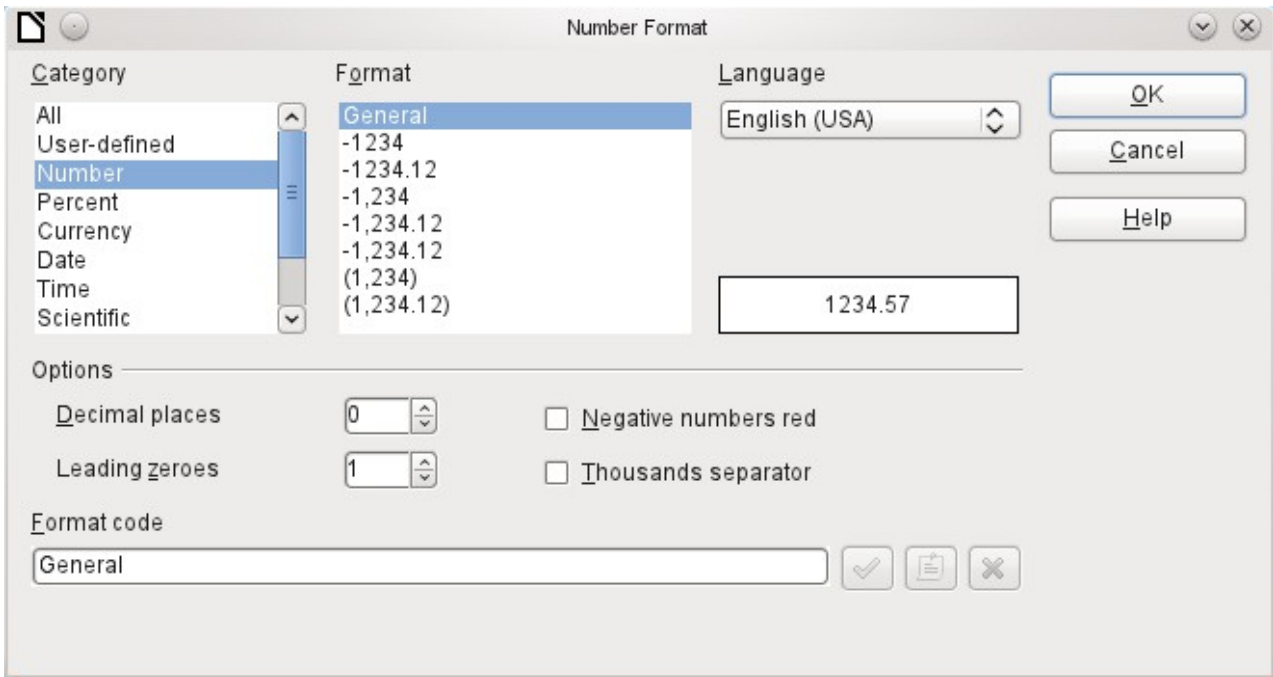 Number Format
Category
All
User-defined
Number
Percent
Currency
Date
Time
Scientific
Format
General
-1234
-1234.12
-1,234
-1,234.12
-1,234.12
(1,234)
(1,234.12)
Language
English (USA)
1234.57
OK
Cancel
Help
Options
Decimal places 0
Negative numbers red
Leading zeroes 1
Thousands separator
Format code
General